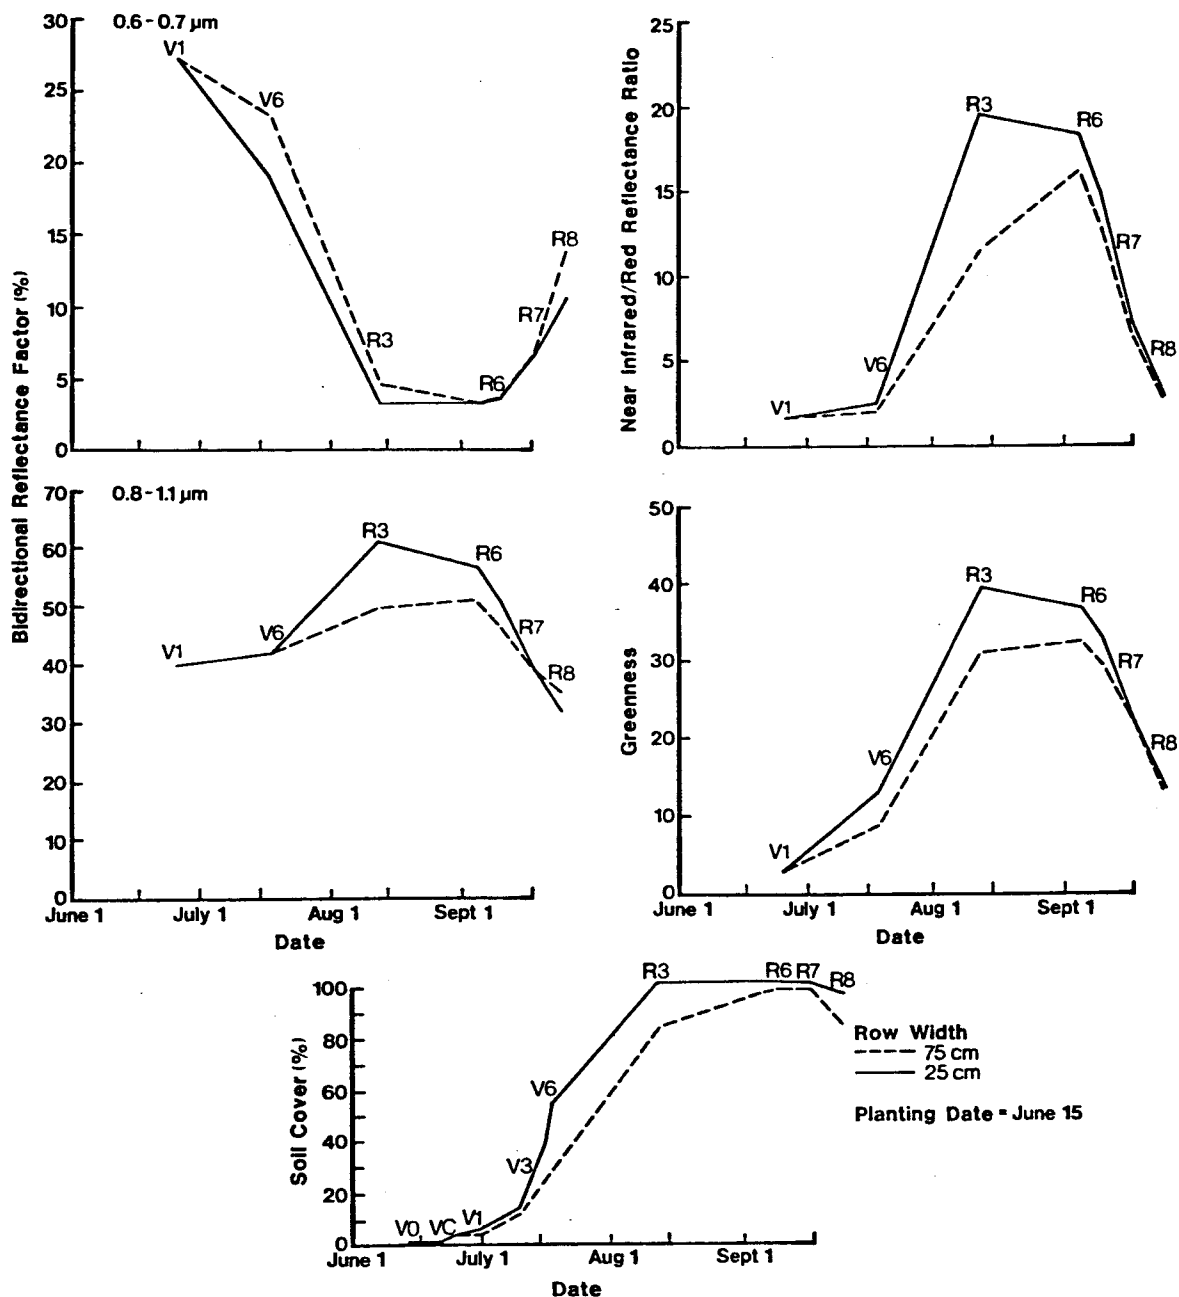 Bidirectional Reflectance Factor (%)
0.6-0.7 µm
30
25
20
15
10
5
0
V1
V6
R3
R6
R7
R8
Near Infrared/Red Reflectance Ratio
25
20
15
10
5
0
V1
V6
R3
R6
R7
R8
0.8-1.1 µm
70
60
50
40
30
20
10
0
V1
V6
R3
R6
R7
R8
June 1 July 1 Aug 1 Sept 1
Date
Greenness
50
40
30
20
10
0
V1
V6
R3
R6
R7
R8
June 1 July 1 Aug 1 Sept 1
Date
Soil Cover (%)
100
80
60
40
20
0
V0 VC V1
V3
V6
R3
R6 R7 R8
June 1 July 1 Aug 1 Sept 1
Date
Row Width
75 cm
25 cm
Planting Date = June 15